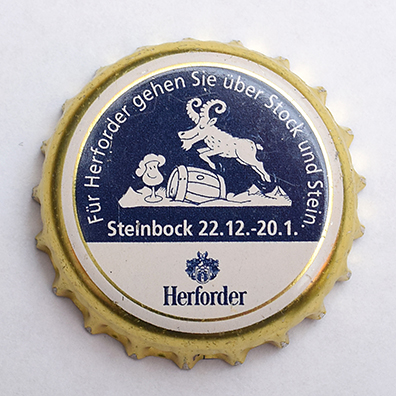 Für Herforder gehen Sie über Stock und Stein
Steinbock 22.12.-20.1.
Herforder